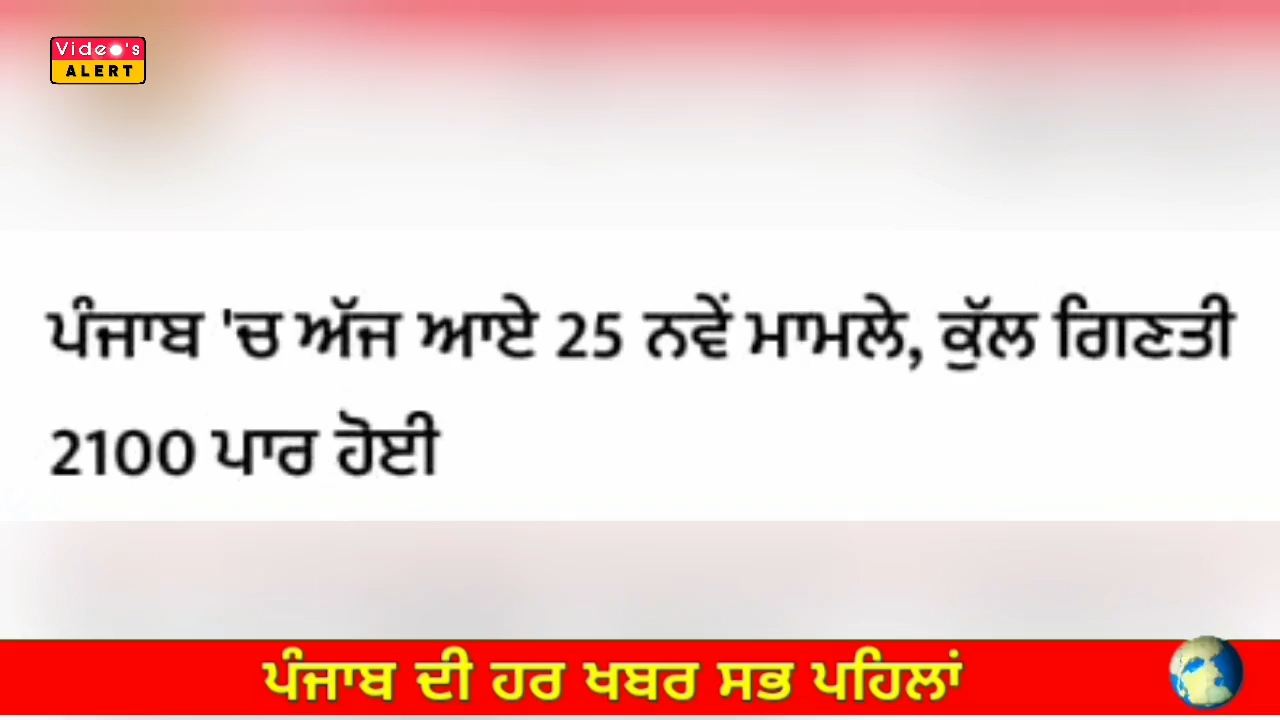 Video's
ALERT
ਪੰਜਾਬ 'ਚ ਅੱਜ ਆਏ 25 ਨਵੇਂ ਮਾਮਲੇ, ਕੁੱਲ ਗਿਣਤੀ
2100 ਪਾਰ ਹੋਈ
ਪੰਜਾਬ ਦੀ ਹਰ ਖਬਰ ਸਭ ਪਹਿਲਾਂ